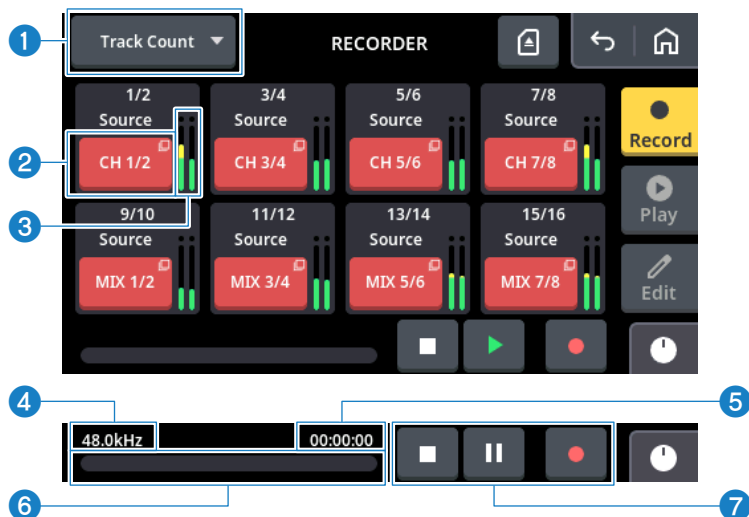 1
Track Count
RECORDER
1/2
3/4
5/6
7/8
Source
Source
Source
Source
Record
2
CH 1/2
CH 3/4
CH 5/6
CH 7/8
3
9/10
11/12
13/14
15/16
Play
Source
Source
Source
Source
MIX 1/2
MIX 3/4
MIX 5/6
MIX 7/8
Edit
4
5
48.0kHz
00:00:00
6
7